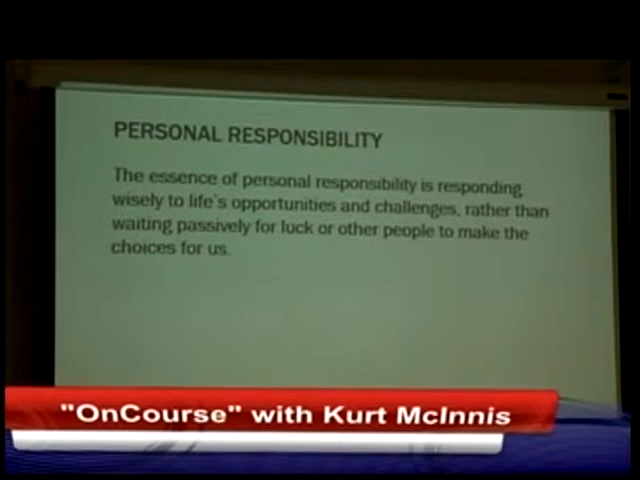 PERSONAL RESPONSIBILITY
The essence of personal responsibility is responding
wisely to life's opportunities and challenges, rather than
waiting passively for luck or other people to make the
choices for us.
"OnCourse" with Kurt McInnis